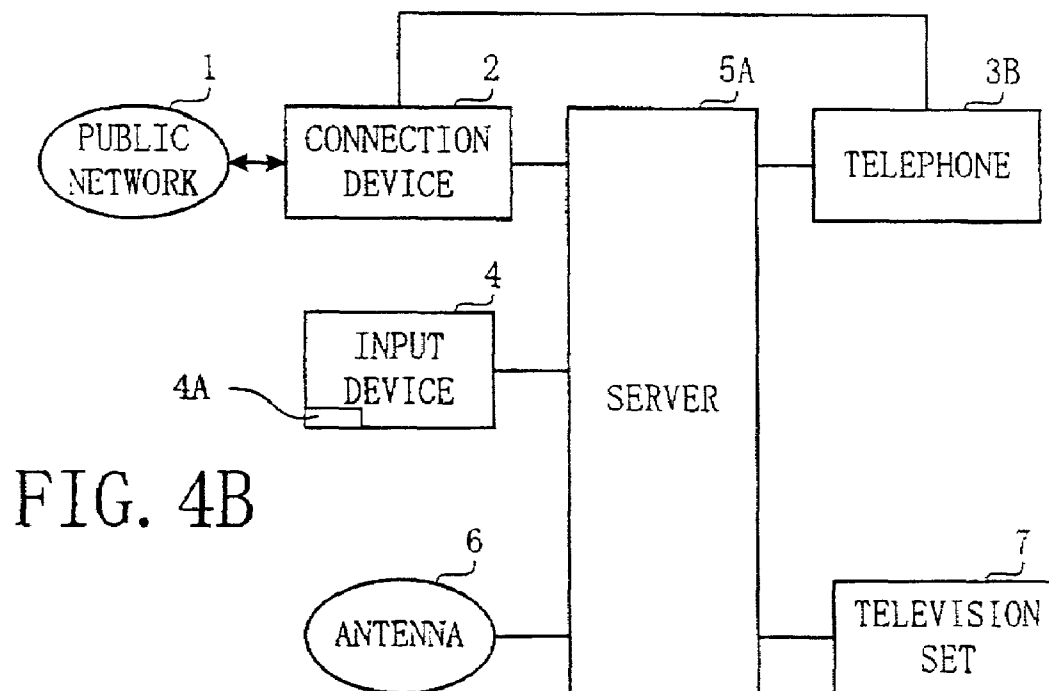 1
2
5A
3B
PUBLIC
NETWORK
CONNECTION
DEVICE
TELEPHONE
4
INPUT
DEVICE
4A
SERVER
FIG. 4B
6
7
ANTENNA
TELEVISION
SET